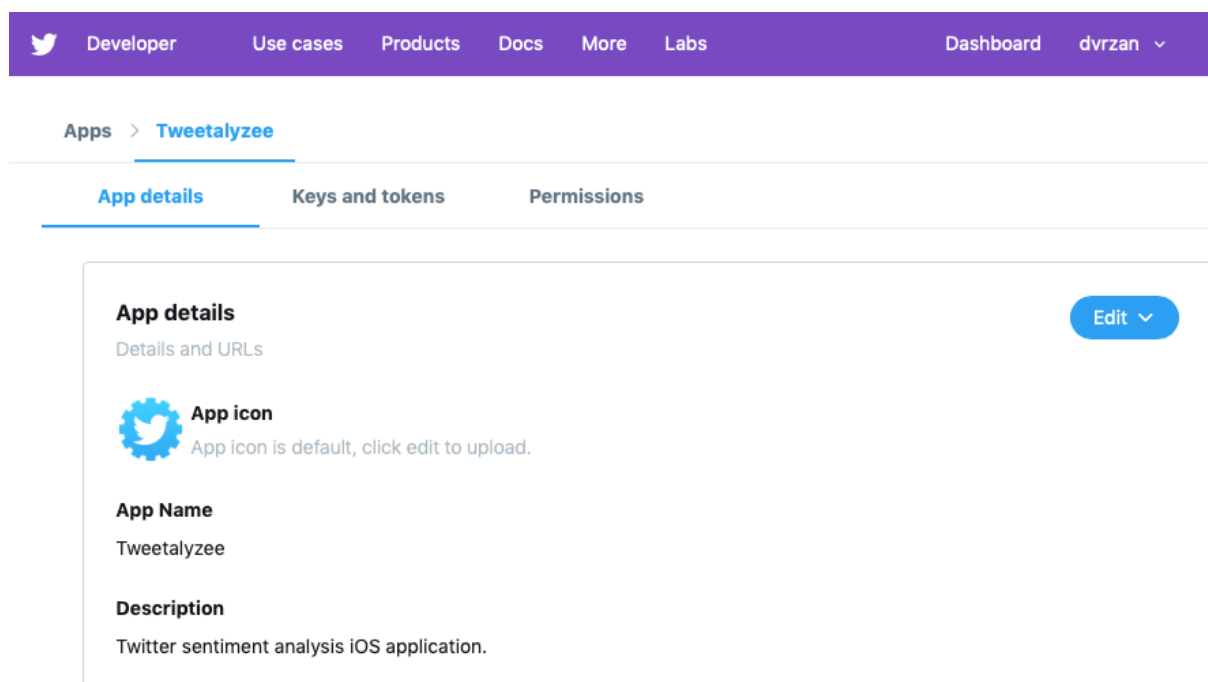 Developer Use cases Products Docs More Labs Dashboard dvrzan
Apps > Tweetalyzee
App details Keys and tokens Permissions
App details
Edit
Details and URLs
App icon
App icon is default, click edit to upload.
App Name
Tweetalyzee
Description
Twitter sentiment analysis iOS application.